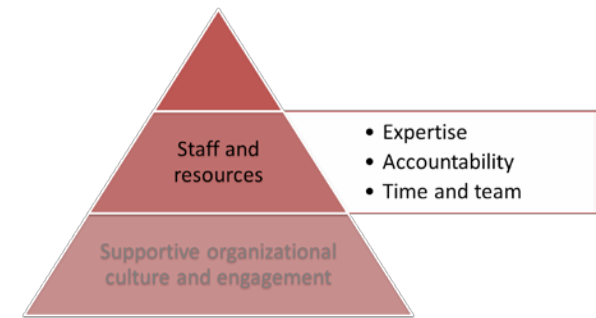 Staff and
resources
• Expertise
• Accountability
• Time and team
Supportive organizational
culture and engagement